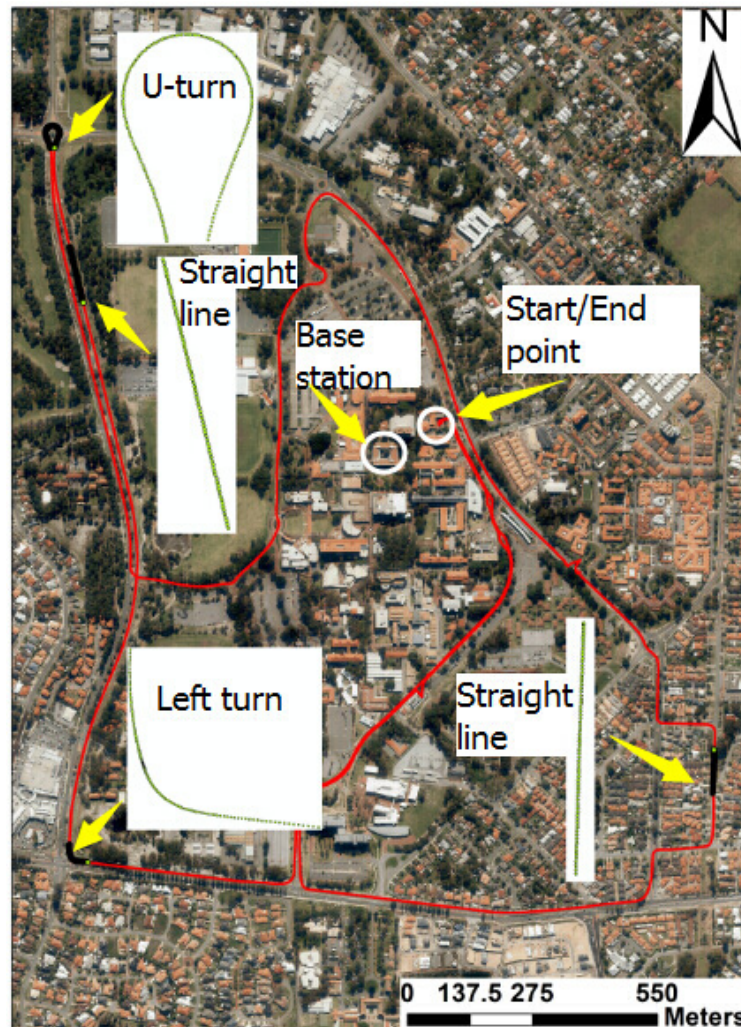 N
U-turn
Straight
line
Start/End
point
Base
station
Left turn
Straight
line
0 137.5 275 550
Meters